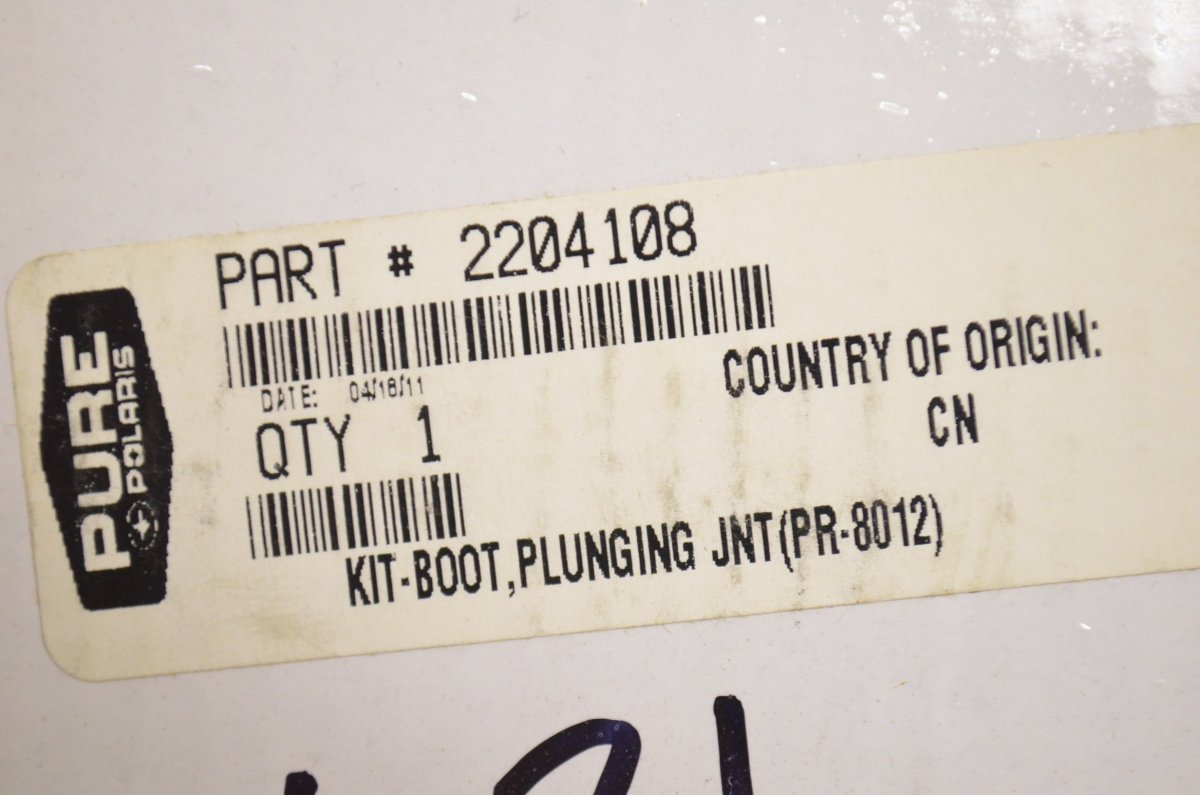 PURE
POLARIS
PART # 2204108
DATE: 04/18/11
QTY 1
COUNTRY OF ORIGIN:
CN
KIT-BOOT,PLUNGING JNT(PR-8012)